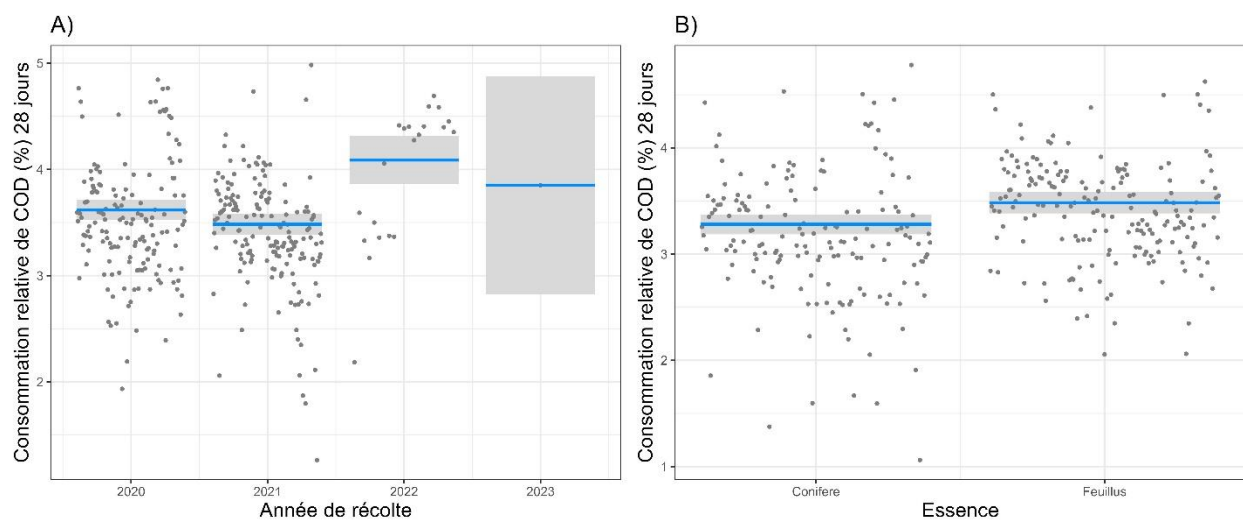 A)
Consommation relative de COD (%) 28 jours
5
4
3
2
2020
2021
2022
2023
Année de récolte
B)
Consommation relative de COD (%) 28 jours
4
3
2
1
Conifere
Feuillus
Essence